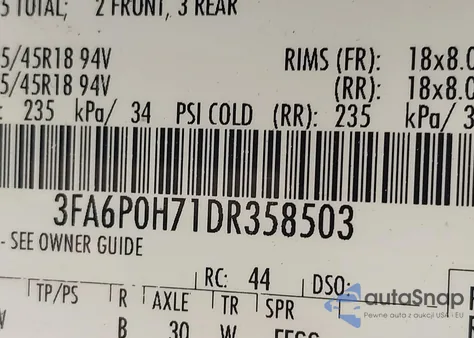 5 TOTAL; 2 FRONT, 3 REAR
5/45R18 94V RIMS (FR): 18x8.0
5/45R18 94V (RR): 18x8.0
: 235 kPa/ 34 PSI COLD (RR): 235 kPa/ 3
3FA6P0H71DR358503
- SEE OWNER GUIDE
RC: 44 DSO:
TP/PS R AXLE TR SPR
B 30 W
autoSnap
Pewne auta z aukcji USA i EU